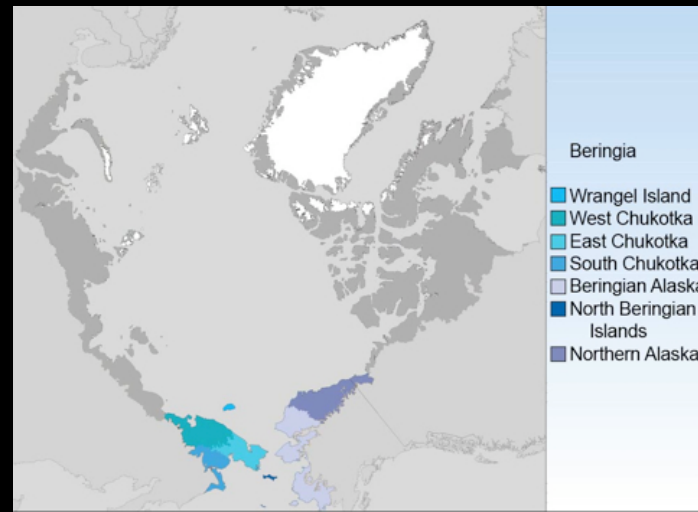 Beringia
Wrangel Island
West Chukotka
East Chukotka
South Chukotka
Beringian Alaska
North Beringian
Islands
Northern Alaska